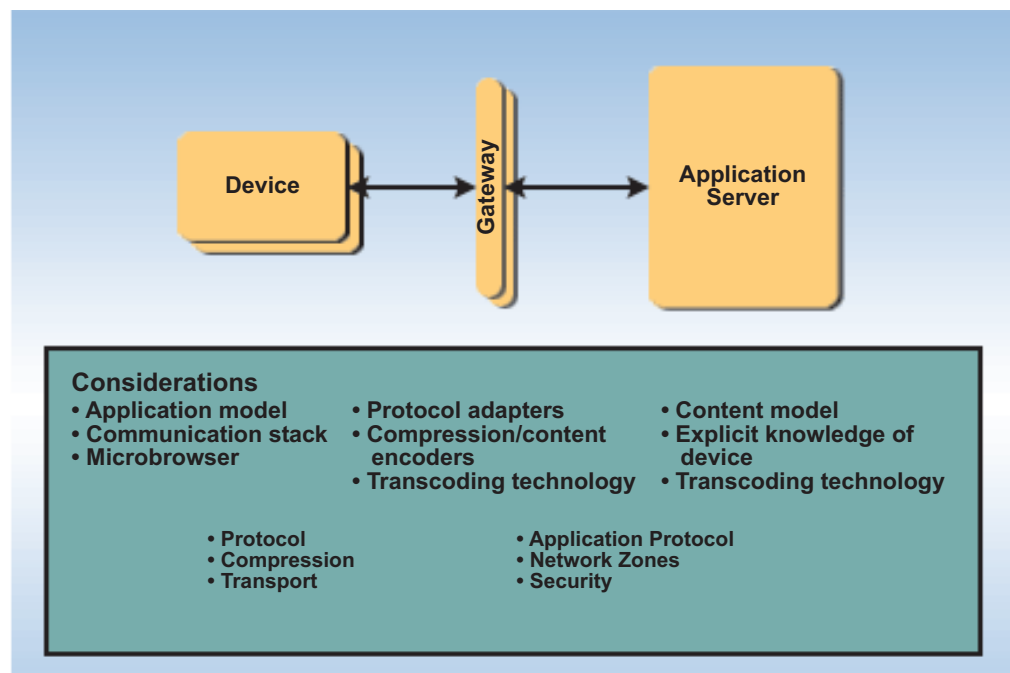 Device
Gateway
Application
Server
Considerations
• Application model
• Communication stack
• Microbrowser
• Protocol adapters
• Compression/content
encoders
• Transcoding technology
• Content model
• Explicit knowledge of
device
• Transcoding technology
• Protocol
• Compression
• Transport
• Application Protocol
• Network Zones
• Security